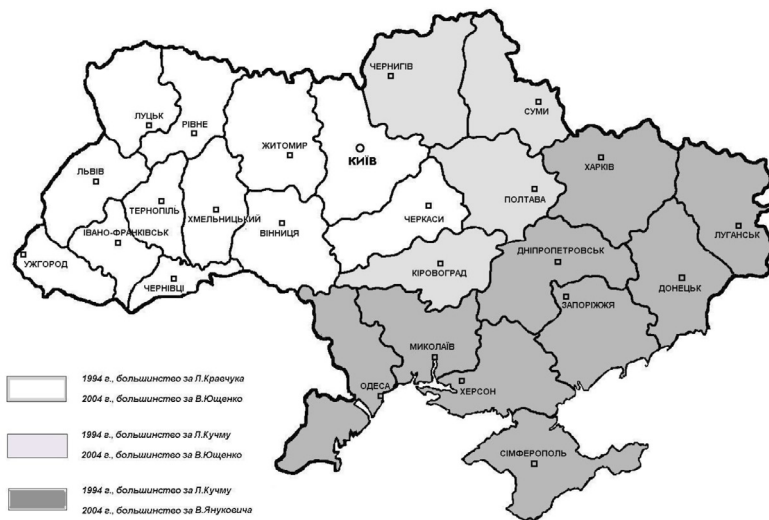 ЧЕРНИГІВ
СУМИ
ЛУЦЬК
РІВНЕ
ЖИТОМИР
КИЇВ
ХАРКІВ
ЛЬВІВ
ТЕРНОПІЛЬ
ХМЕЛЬНИЦЬКИЙ
ПОЛТАВА
ЧЕРКАСИ
ІВАНО-ФРАНКІВСЬК
ВІННИЦЯ
ЛУГАНСЬК
УЖГОРОД
ЧЕРНІВЦІ
КІРОВОГРАД
ДНІПРОПЕТРОВСЬК
ДОНЕЦЬК
ЗАПОРІЖЖЯ
МИКОЛАЇВ
ОДЕСА
ХЕРСОН
СІМФЕРОПОЛЬ
1994 г., большинство за Л.Кравчука
2004 г., большинство за В.Ющенко
1994 г., большинство за Л.Кучму
2004 г., большинство за В.Ющенко
1994 г., большинство за Л.Кучму
2004 г., большинство за В.Януковича